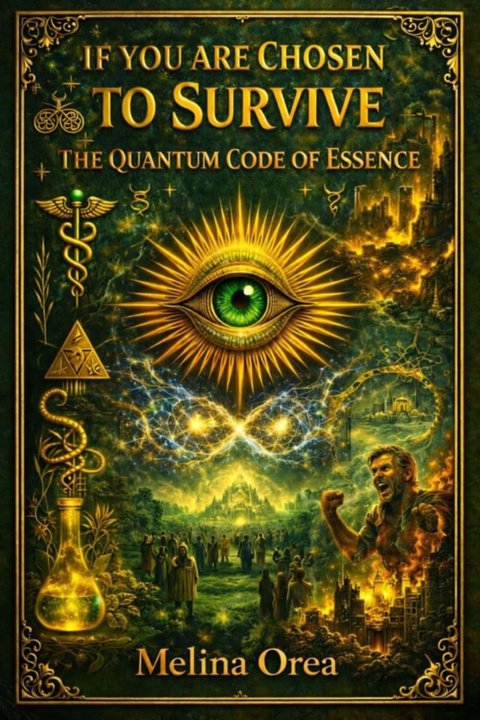 IF YOU ARE CHOSEN
TO SURVIVE
THE QUANTUM CODE OF ESSENCE
Melina Orea